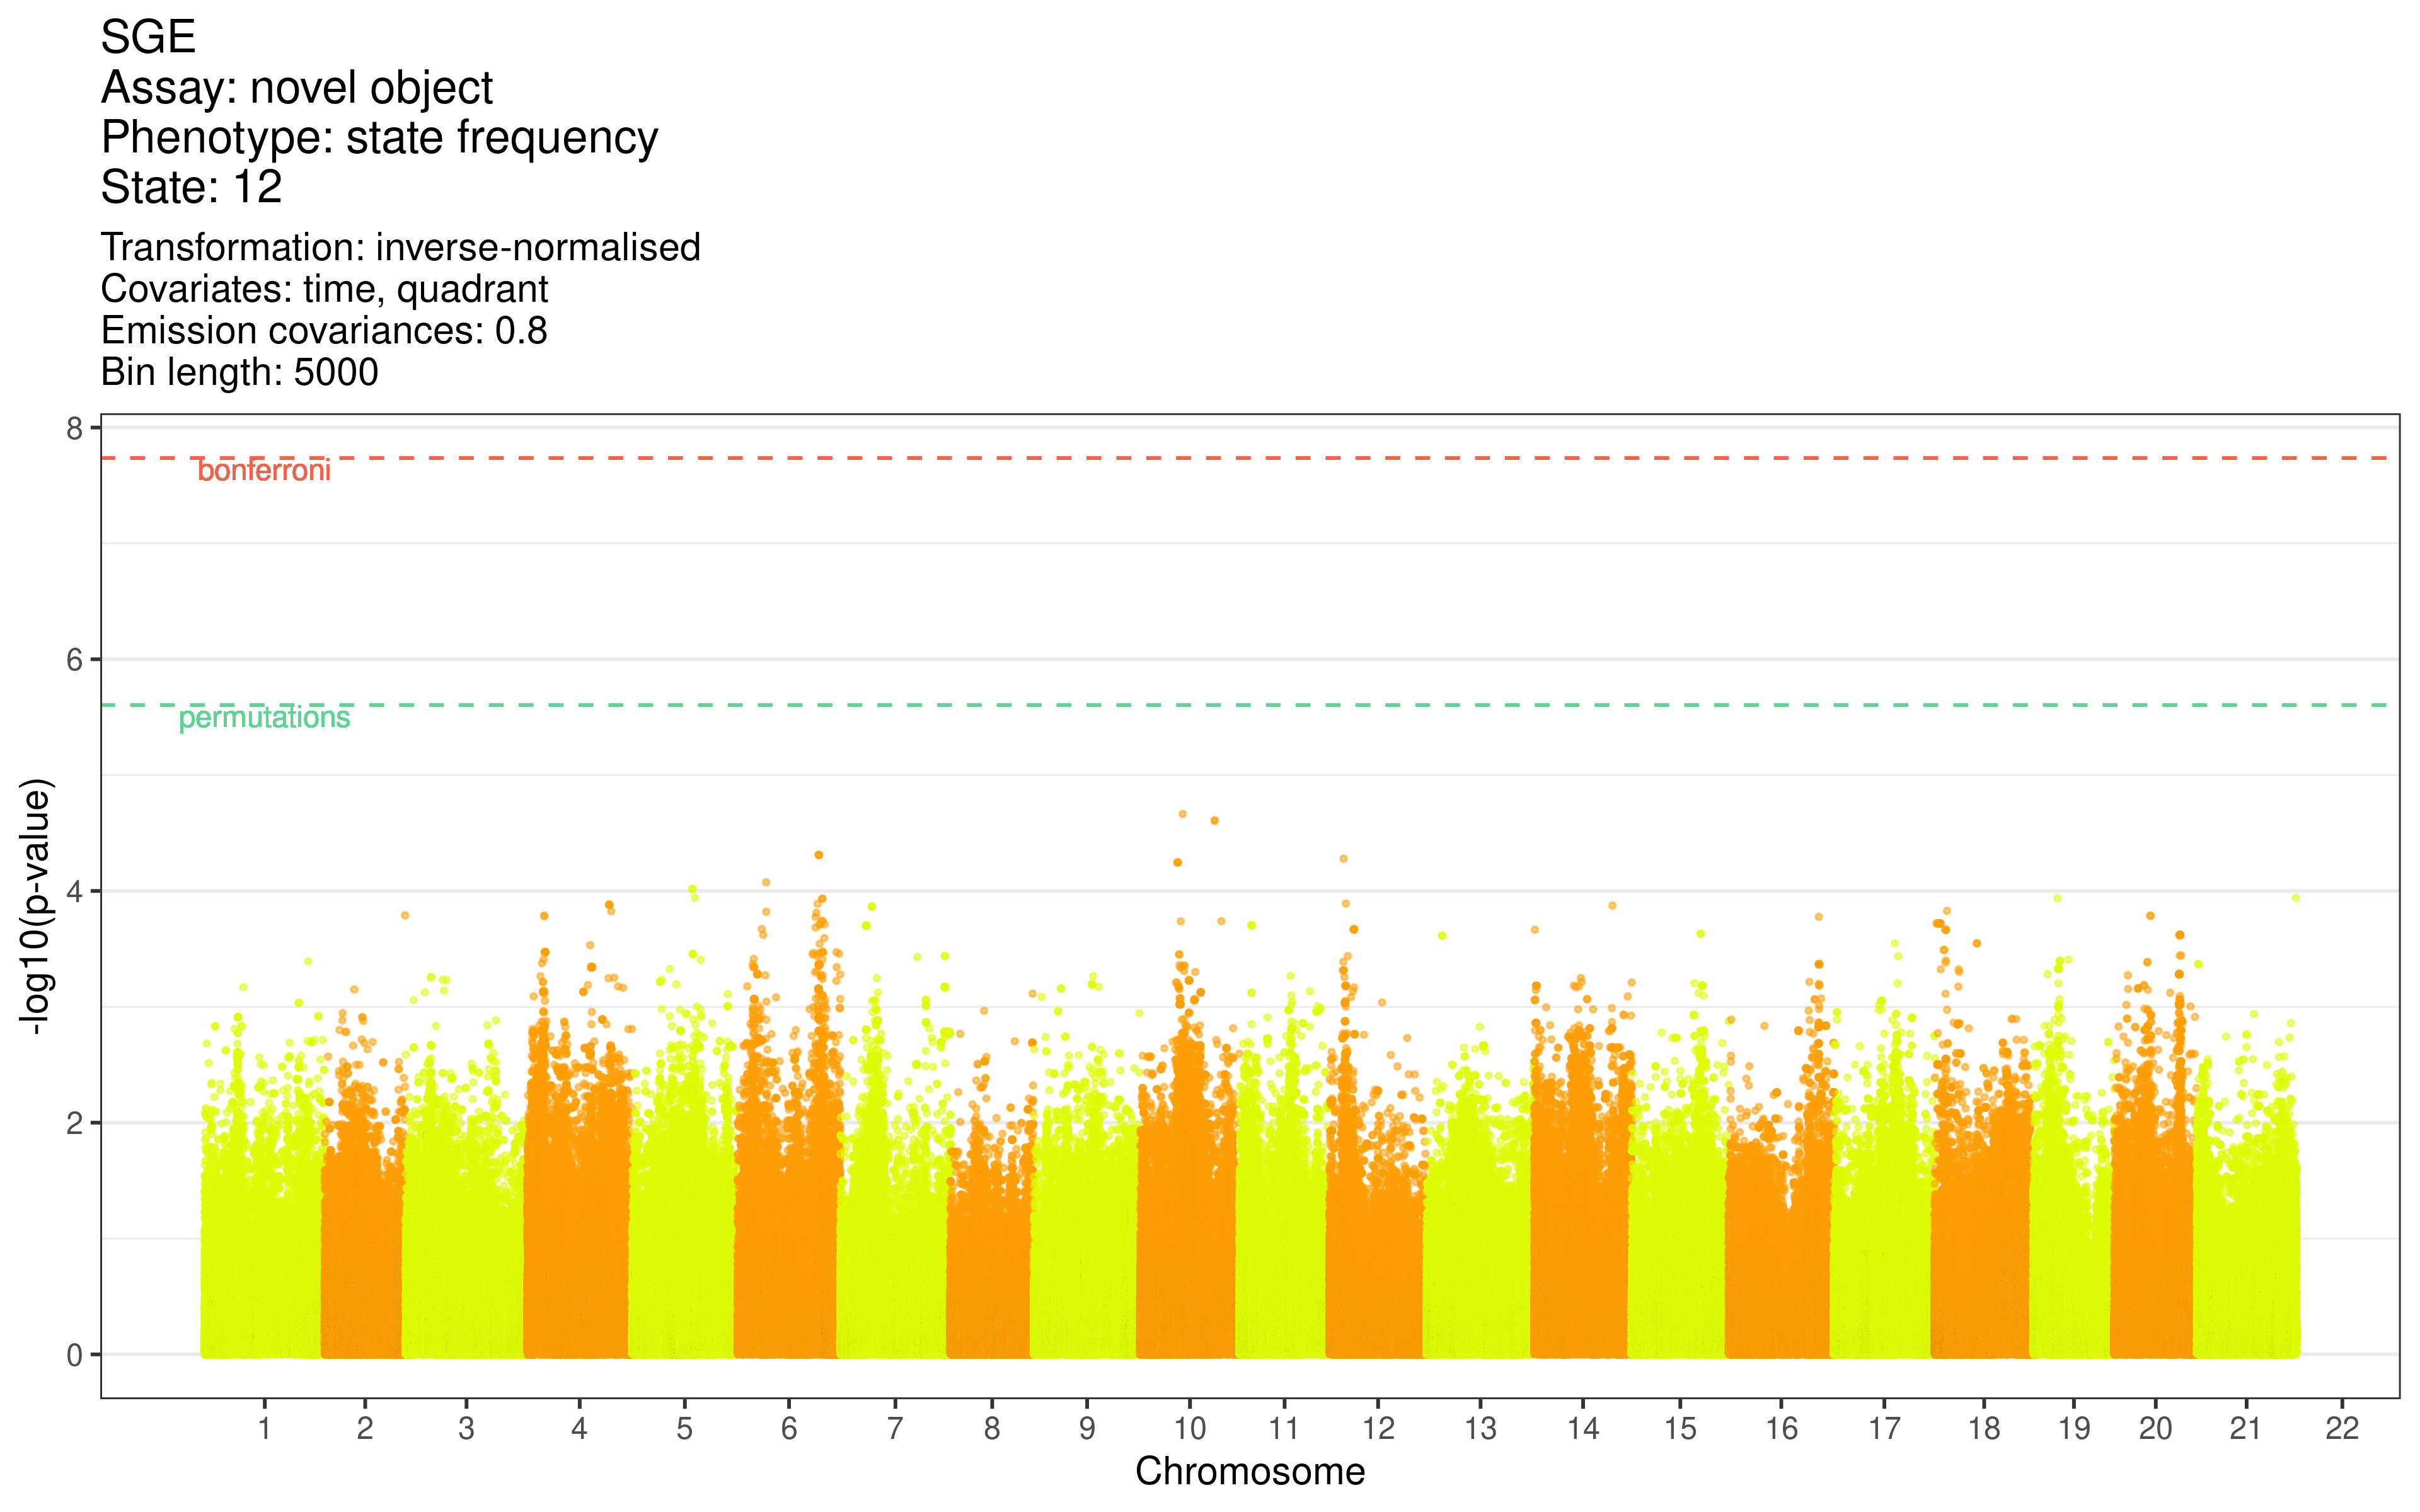 SGE
Assay: novel object
Phenotype: state frequency
State: 12
Transformation: inverse-normalised
Covariates: time, quadrant
Emission covariances: 0.8
Bin length: 5000
8
bonferroni
6
permutations
4
2
0
-log10(p-value)
1 2 3 4 5 6 7 8 9 10 11 12 13 14 15 16 17 18 19 20 21 22
Chromosome